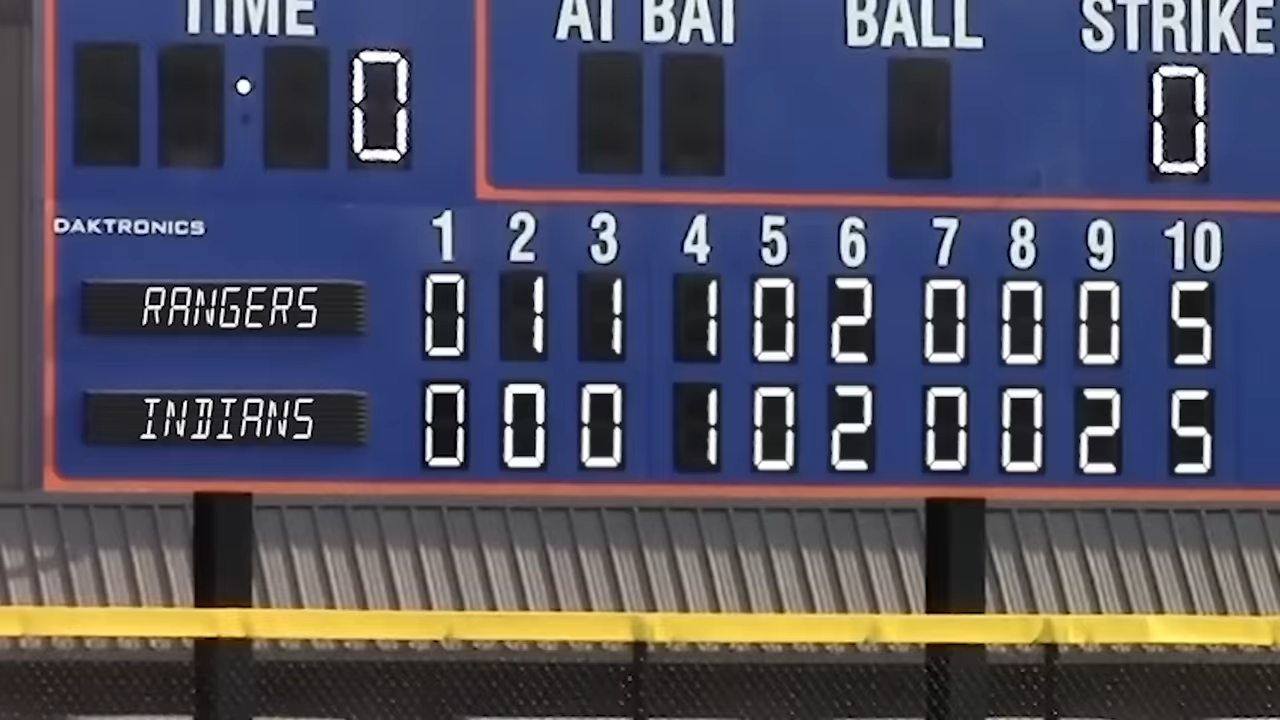 TIME AT BAT BALL STRIKE
0 0
DAKTRONICS 1 2 3 4 5 6 7 8 9 10
RANGERS 0 1 1 1 0 2 0 0 0 5
INDIANS 0 0 0 1 0 2 0 0 2 5